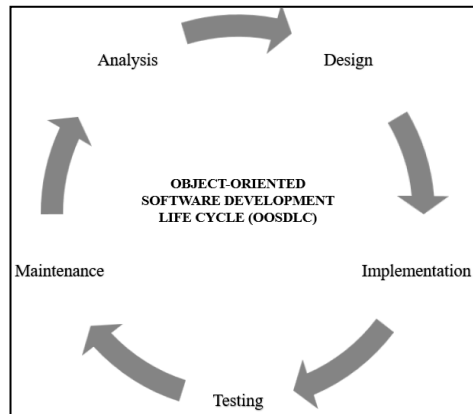 Analysis
Design
OBJECT-ORIENTED
SOFTWARE DEVELOPMENT
LIFE CYCLE (OOSDLC)
Maintenance
Implementation
Testing